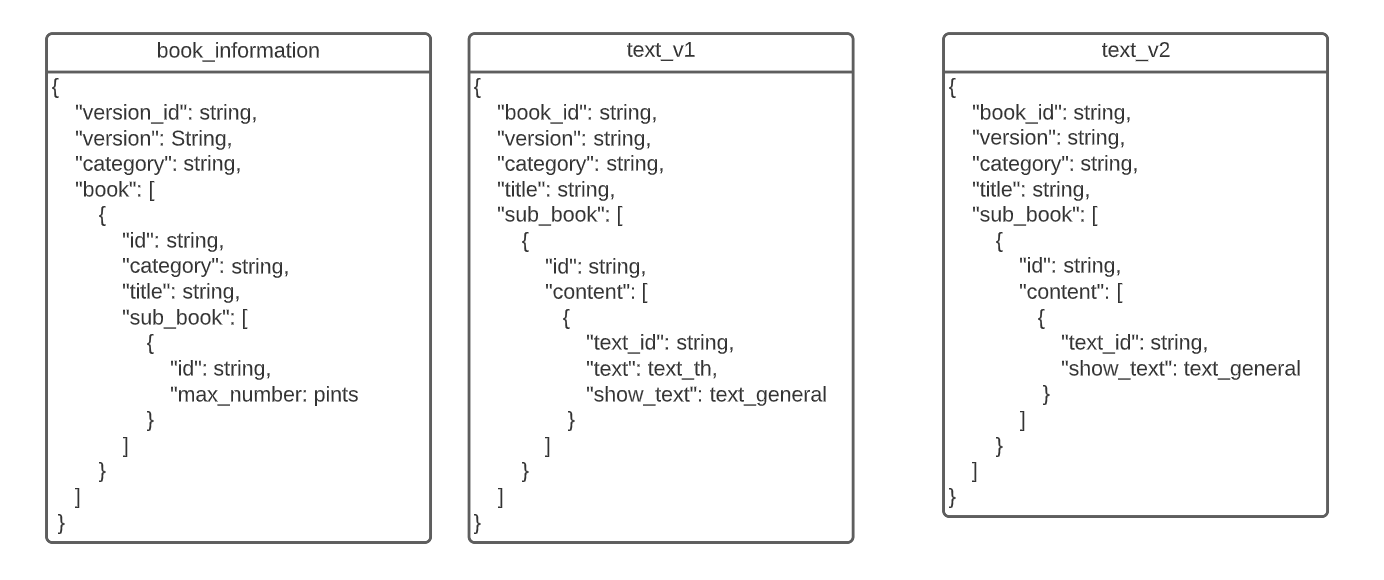 book_information
{
"version_id": string,
"version": String,
"category": string,
"book": [
{
"id": string,
"category": string,
"title": string,
"sub_book": [
{
"id": string,
"max_number: pints
}
]
}
]
}
text_v1
{
"book_id": string,
"version": string,
"category": string,
"title": string,
"sub_book": [
{
"id": string,
"content": [
{
"text_id": string,
"text": text_th,
"show_text": text_general
}
]
}
]
}
text_v2
{
"book_id": string,
"version": string,
"category": string,
"title": string,
"sub_book": [
{
"id": string,
"content": [
{
"text_id": string,
"show_text": text_general
}
]
}
]
}